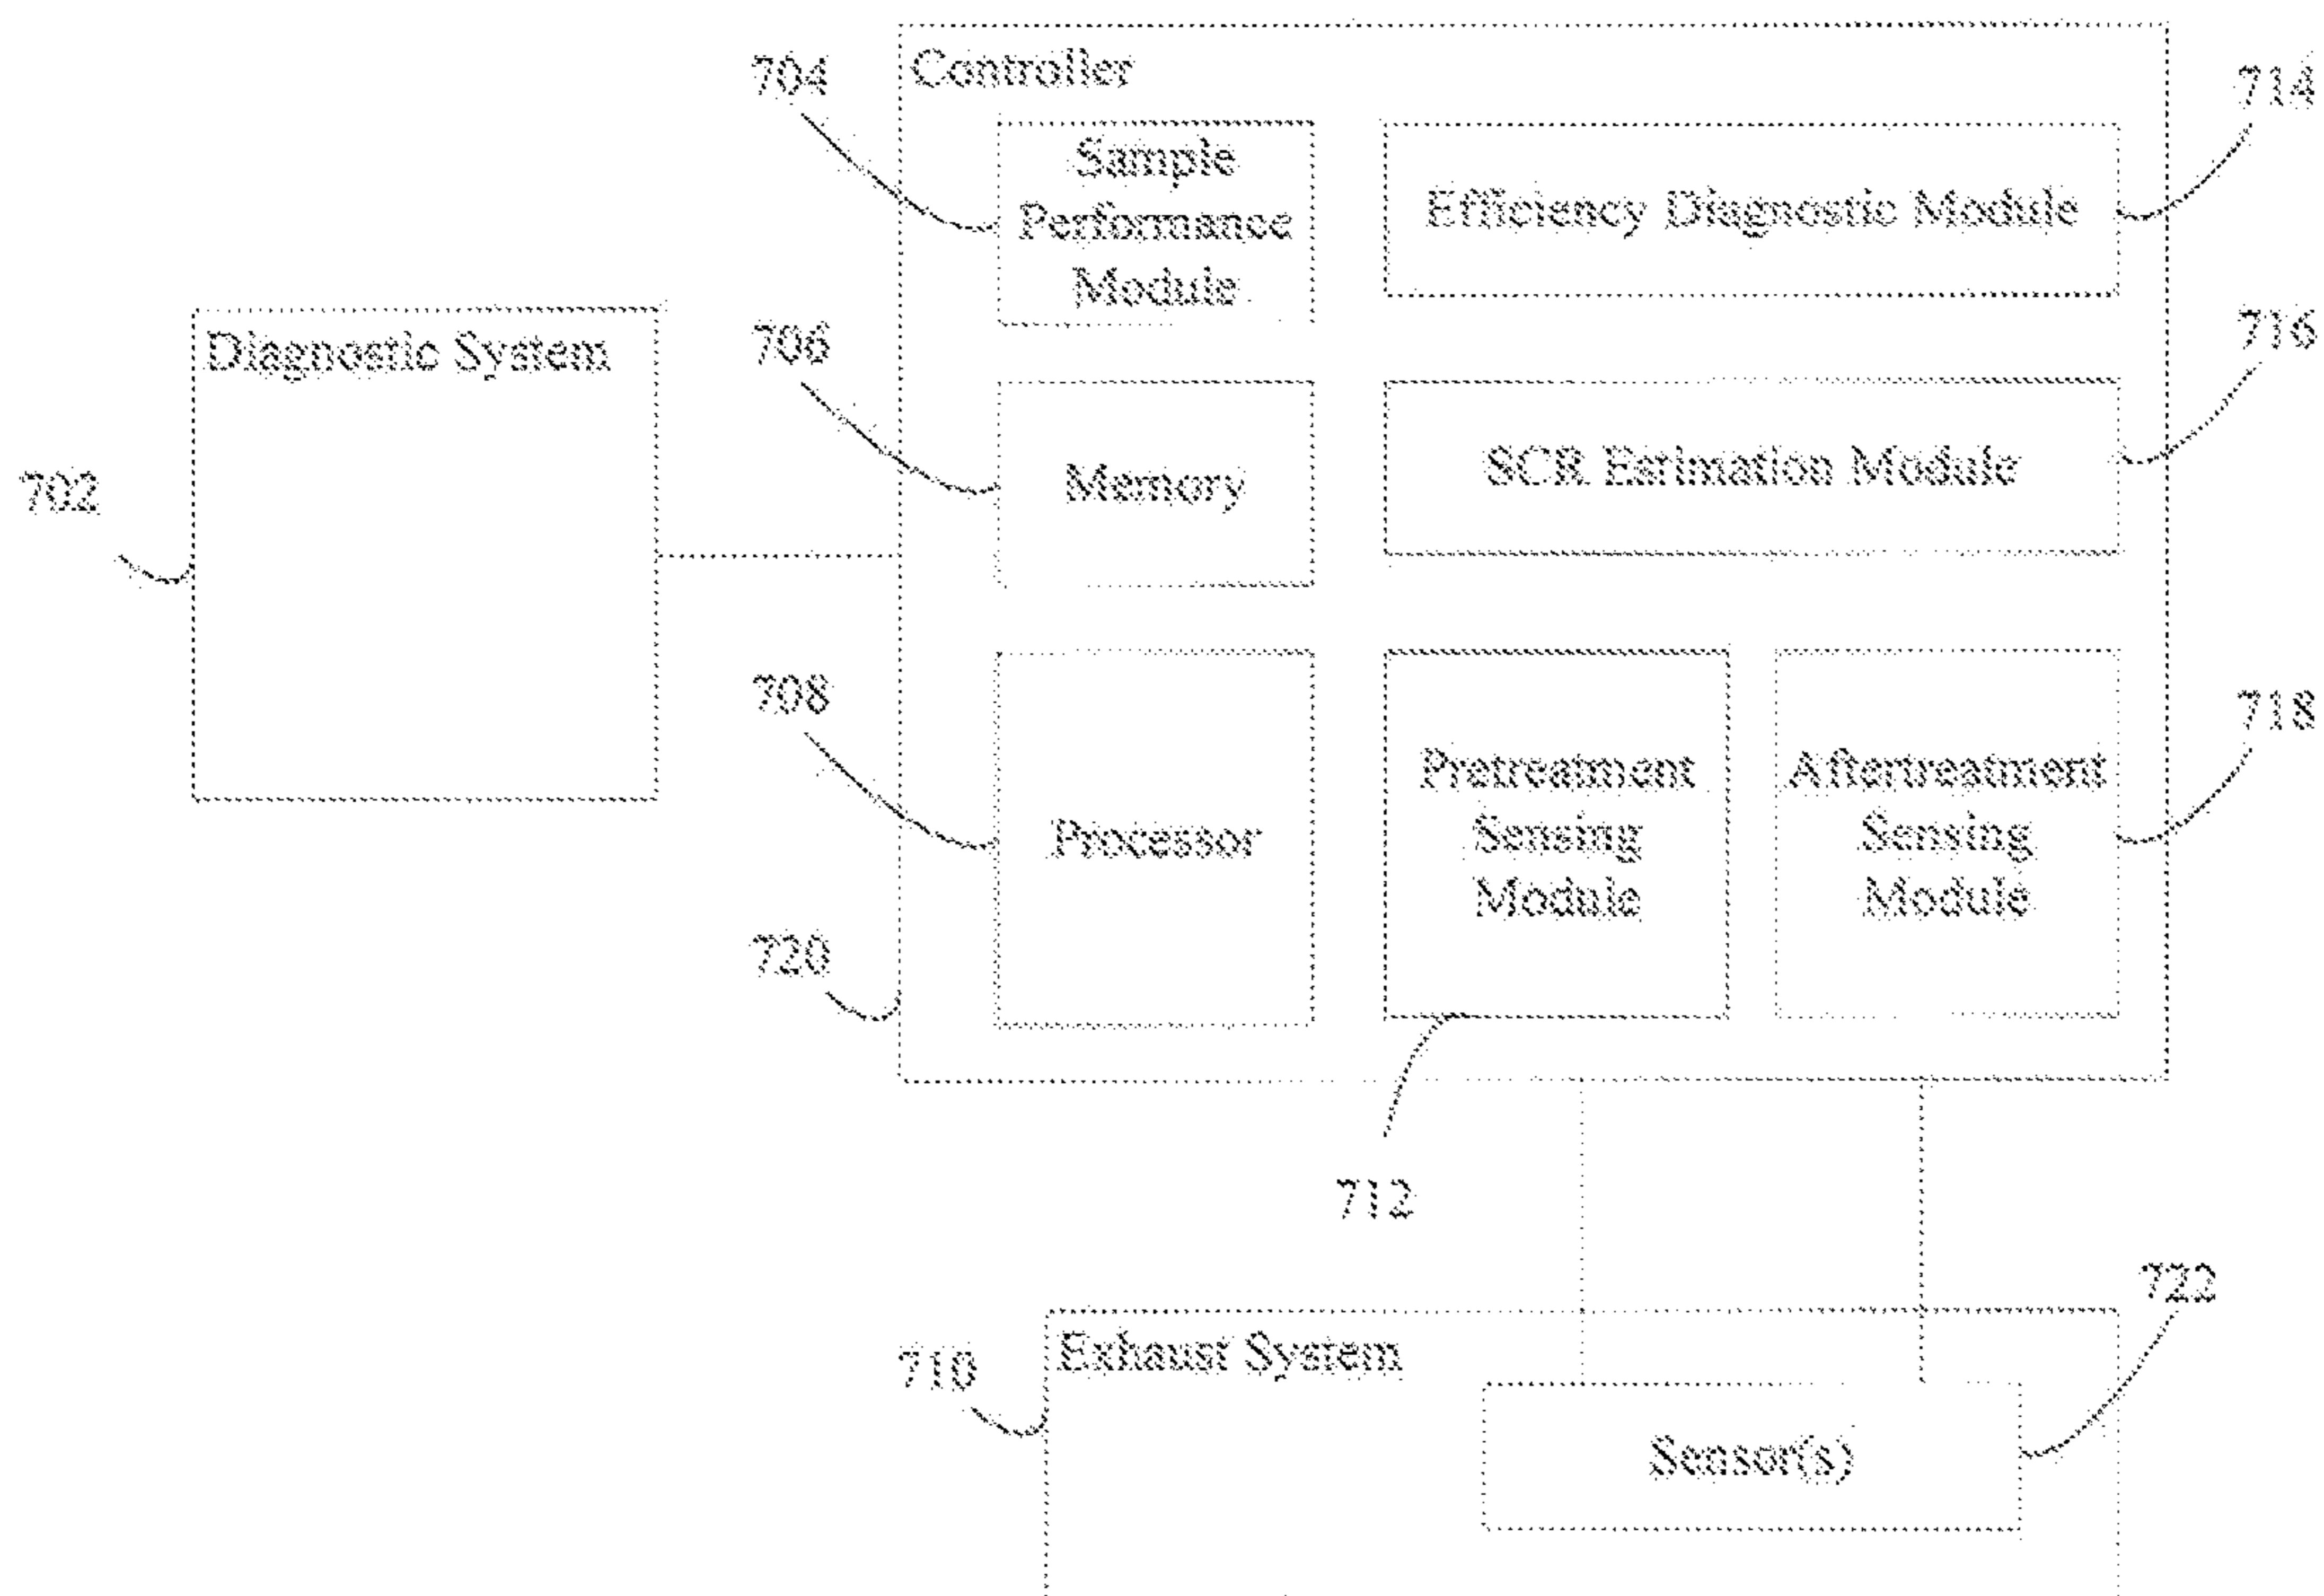 704
Controller
714
Sample
Performance
Module
Efficiency Diagnostic Module
Diagnostic System
706
716
702
Memory
SCR Estimation Module
708
718
Processor
Pretreatment
Sensing
Module
Aftertreatment
Sensing
Module
720
712
722
710
Exhaust System
Sensor(s)